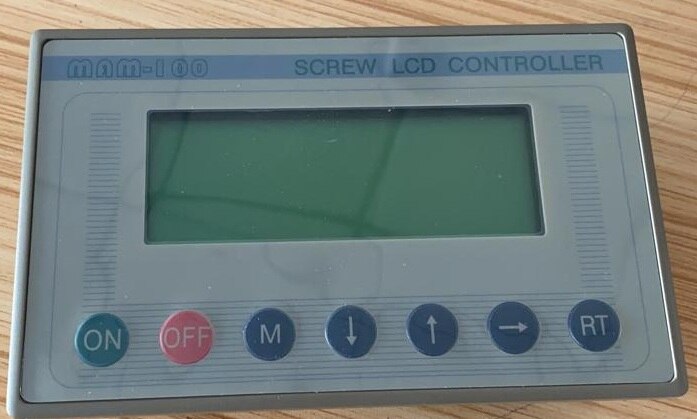 MAM-100 SCREW LCD CONTROLLER
ON OFF M ↓ ↑ → RT